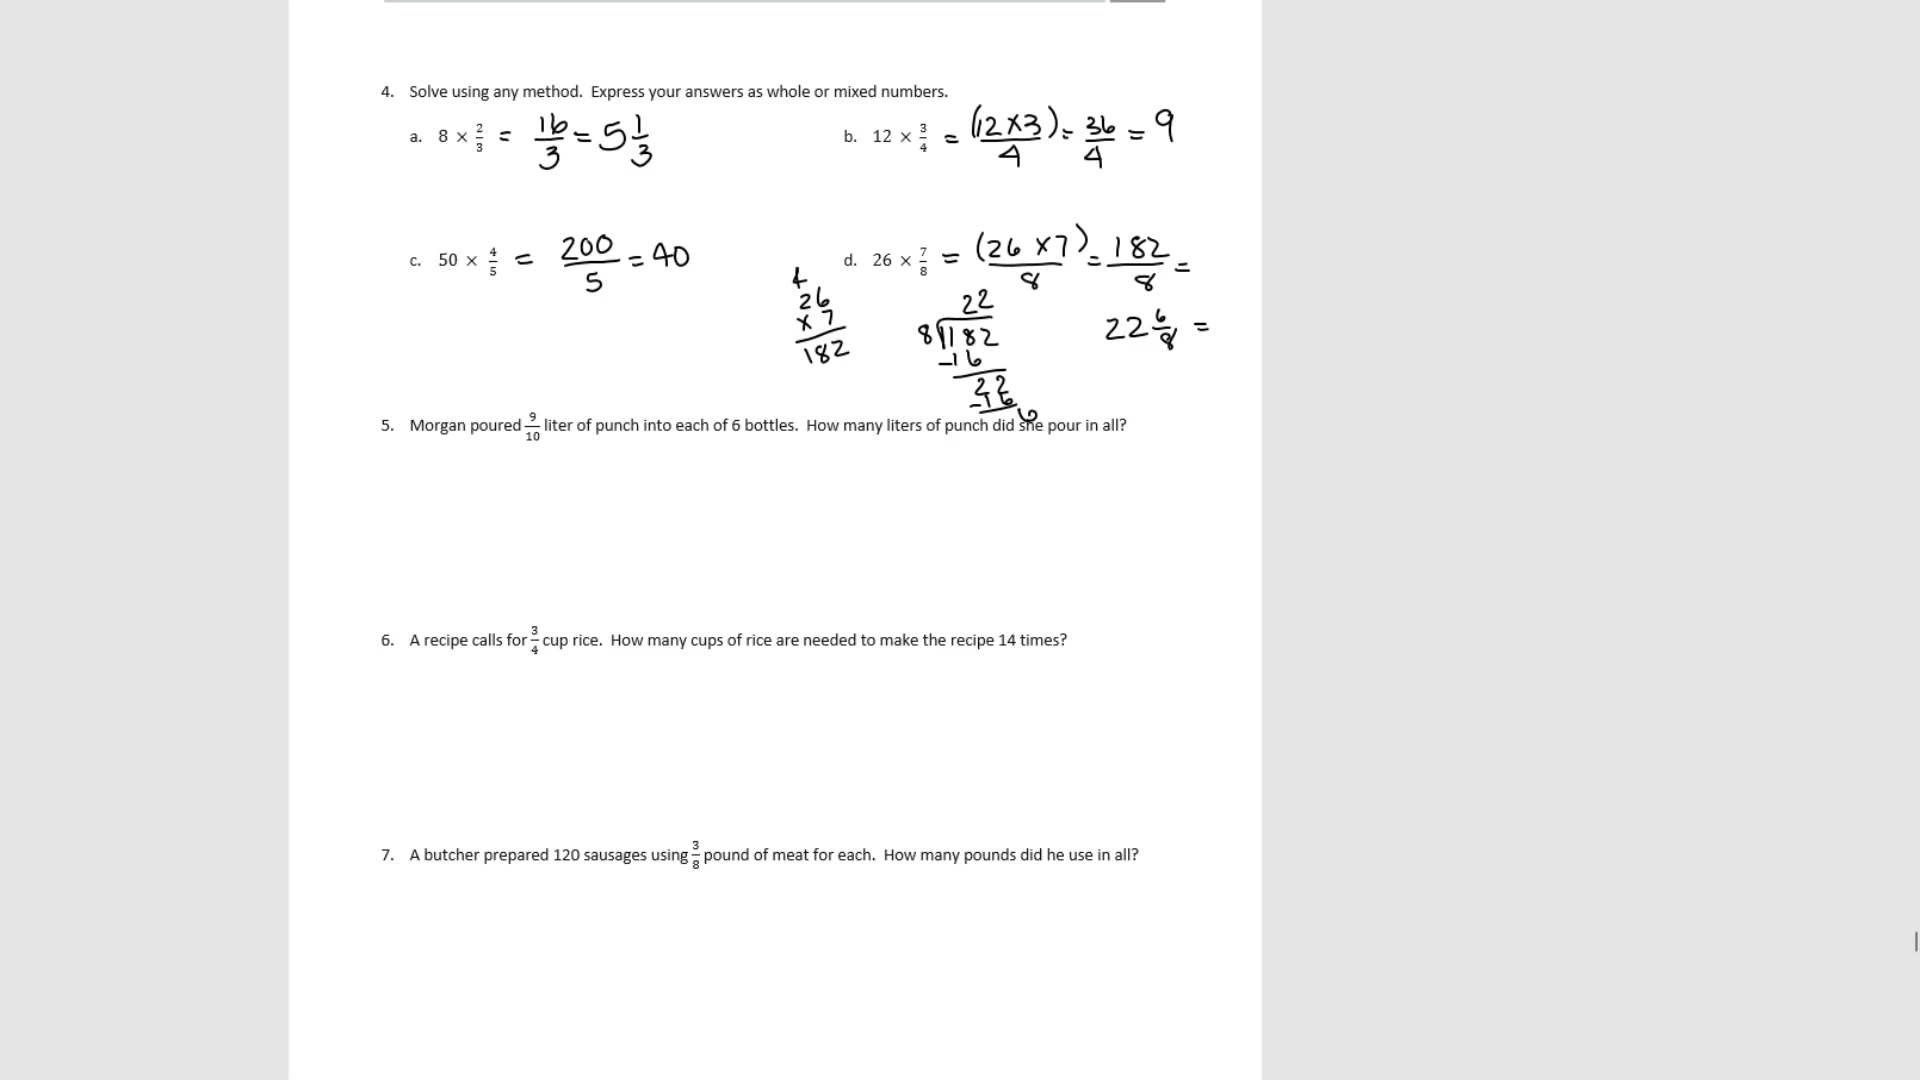 4. Solve using any method. Express your answers as whole or mixed numbers.
a. 8 × 2/3 = 16/3 = 5 1/3
b. 12 × 3/4 = (12 × 3)/4 = 36/4 = 9
c. 50 × 4/5 = 200/5 = 40
d. 26 × 7/8 = (26 × 7)/8 = 182/8 =
22 6/8 =
4
26
× 7
182
22
8)182
-16
22
-16
6
5. Morgan poured 9/10 liter of punch into each of 6 bottles. How many liters of punch did she pour in all?
6. A recipe calls for 3/4 cup rice. How many cups of rice are needed to make the recipe 14 times?
7. A butcher prepared 120 sausages using 3/8 pound of meat for each. How many pounds did he use in all?